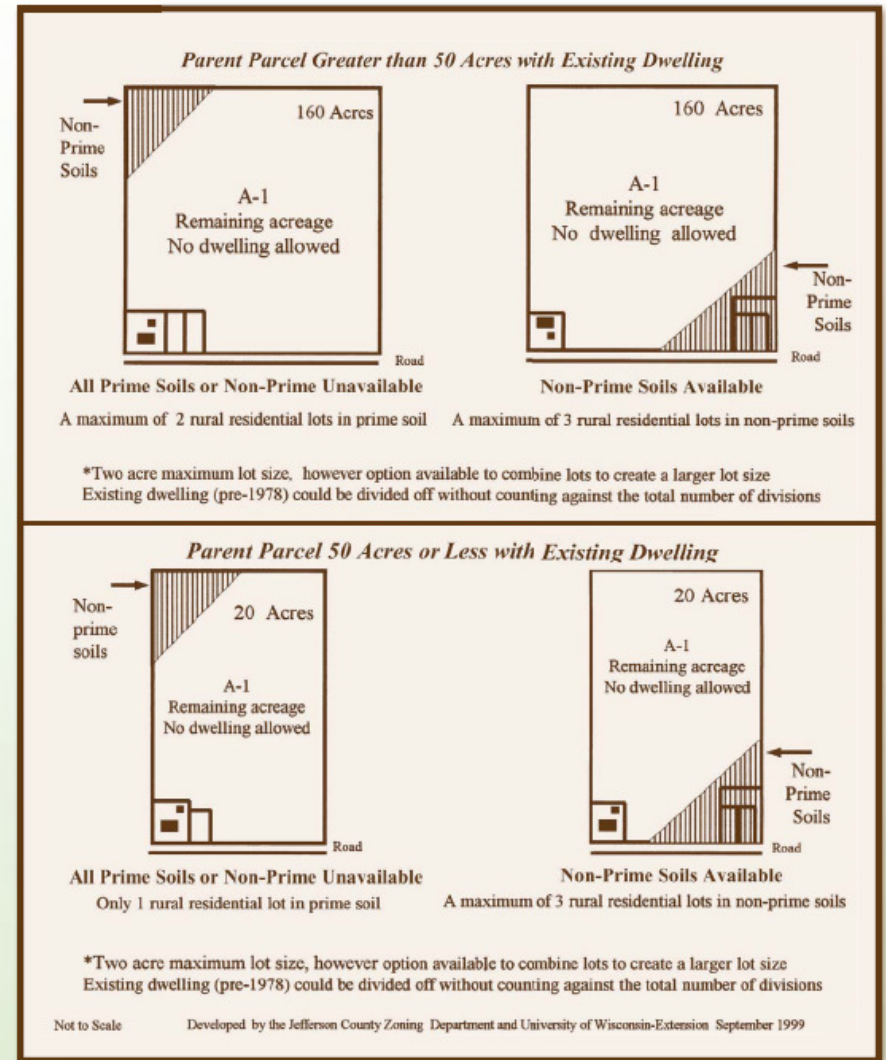 Parent Parcel Greater than 50 Acres with Existing Dwelling
Non-
Prime
Soils
160 Acres
A-1
Remaining acreage
No dwelling allowed
Road
All Prime Soils or Non-Prime Unavailable
A maximum of 2 rural residential lots in prime soil
160 Acres
A-1
Remaining acreage
No dwelling allowed
Non-
Prime
Soils
Road
Non-Prime Soils Available
A maximum of 3 rural residential lots in non-prime soils
*Two acre maximum lot size, however option available to combine lots to create a larger lot size
Existing dwelling (pre-1978) could be divided off without counting against the total number of divisions
Parent Parcel 50 Acres or Less with Existing Dwelling
Non-
prime
soils
20 Acres
A-1
Remaining acreage
No dwelling allowed
Road
All Prime Soils or Non-Prime Unavailable
Only 1 rural residential lot in prime soil
20 Acres
A-1
Remaining acreage
No dwelling allowed
Non-
Prime
Soils
Road
Non-Prime Soils Available
A maximum of 3 rural residential lots in non-prime soils
*Two acre maximum lot size, however option available to combine lots to create a larger lot size
Existing dwelling (pre-1978) could be divided off without counting against the total number of divisions
Not to Scale
Developed by the Jefferson County Zoning Department and University of Wisconsin-Extension September 1999